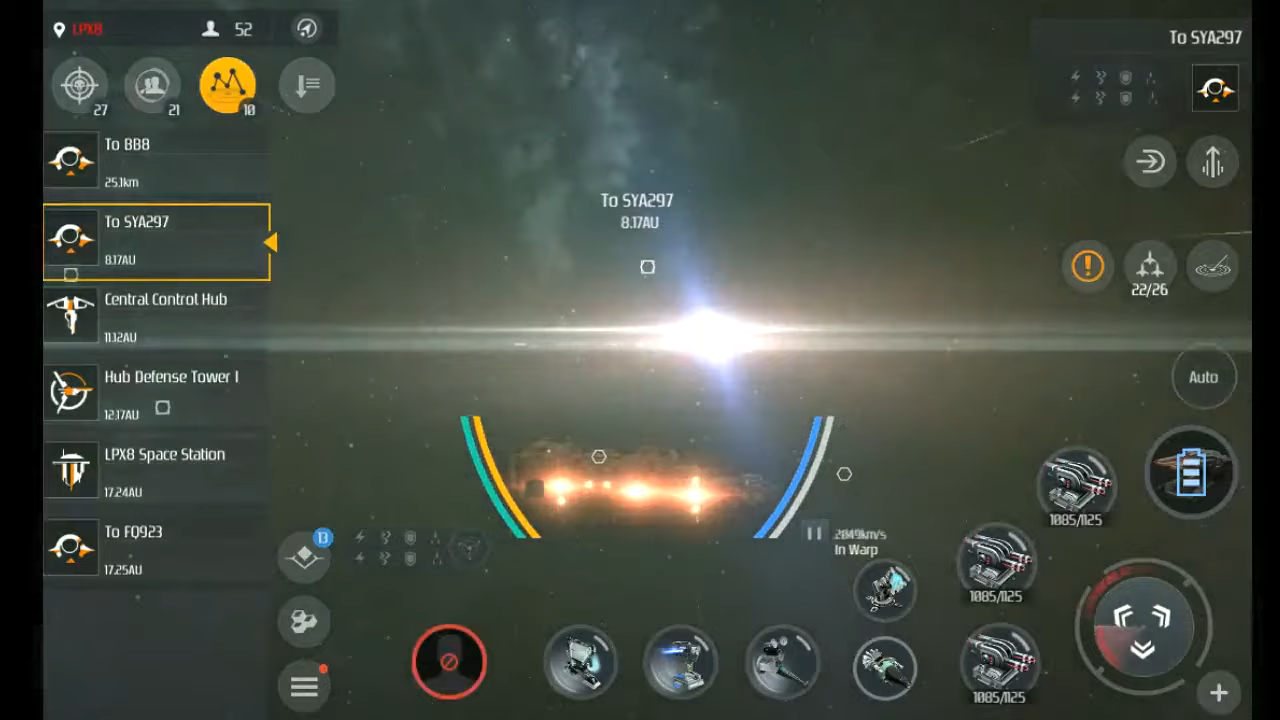 LPX8
52
To SYA297
27
21
18
To BB8
25.1km
To SYA297
8.17AU
To SYA297
8.17AU
Central Control Hub
11.12AU
22/26
Hub Defense Tower I
12.17AU
Auto
LPX8 Space Station
17.24AU
1085/1125
To FQ923
17.25AU
13
2049km/s
In Warp
1085/1125
1085/1125